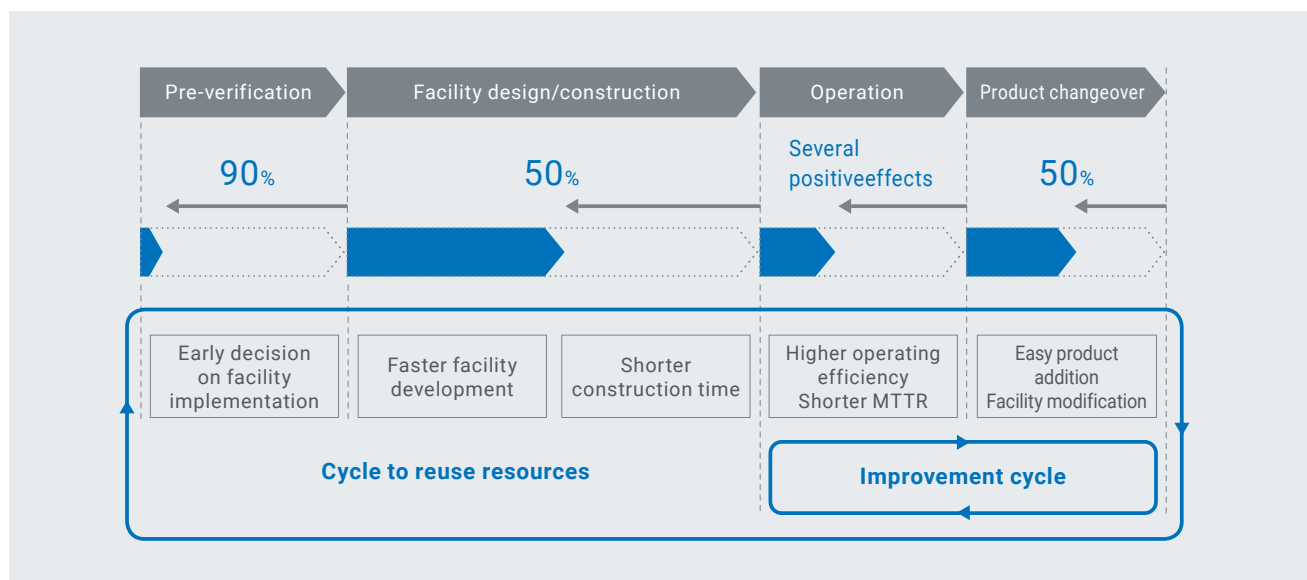 Pre-verification
Facility design/construction
Operation
Product changeover
90%
50%
Several
positiveeffects
50%
Early decision
on facility
implementation
Faster facility
development
Shorter
construction time
Higher operating
efficiency
Shorter MTTR
Easy product
addition
Facility modification
Cycle to reuse resources
Improvement cycle